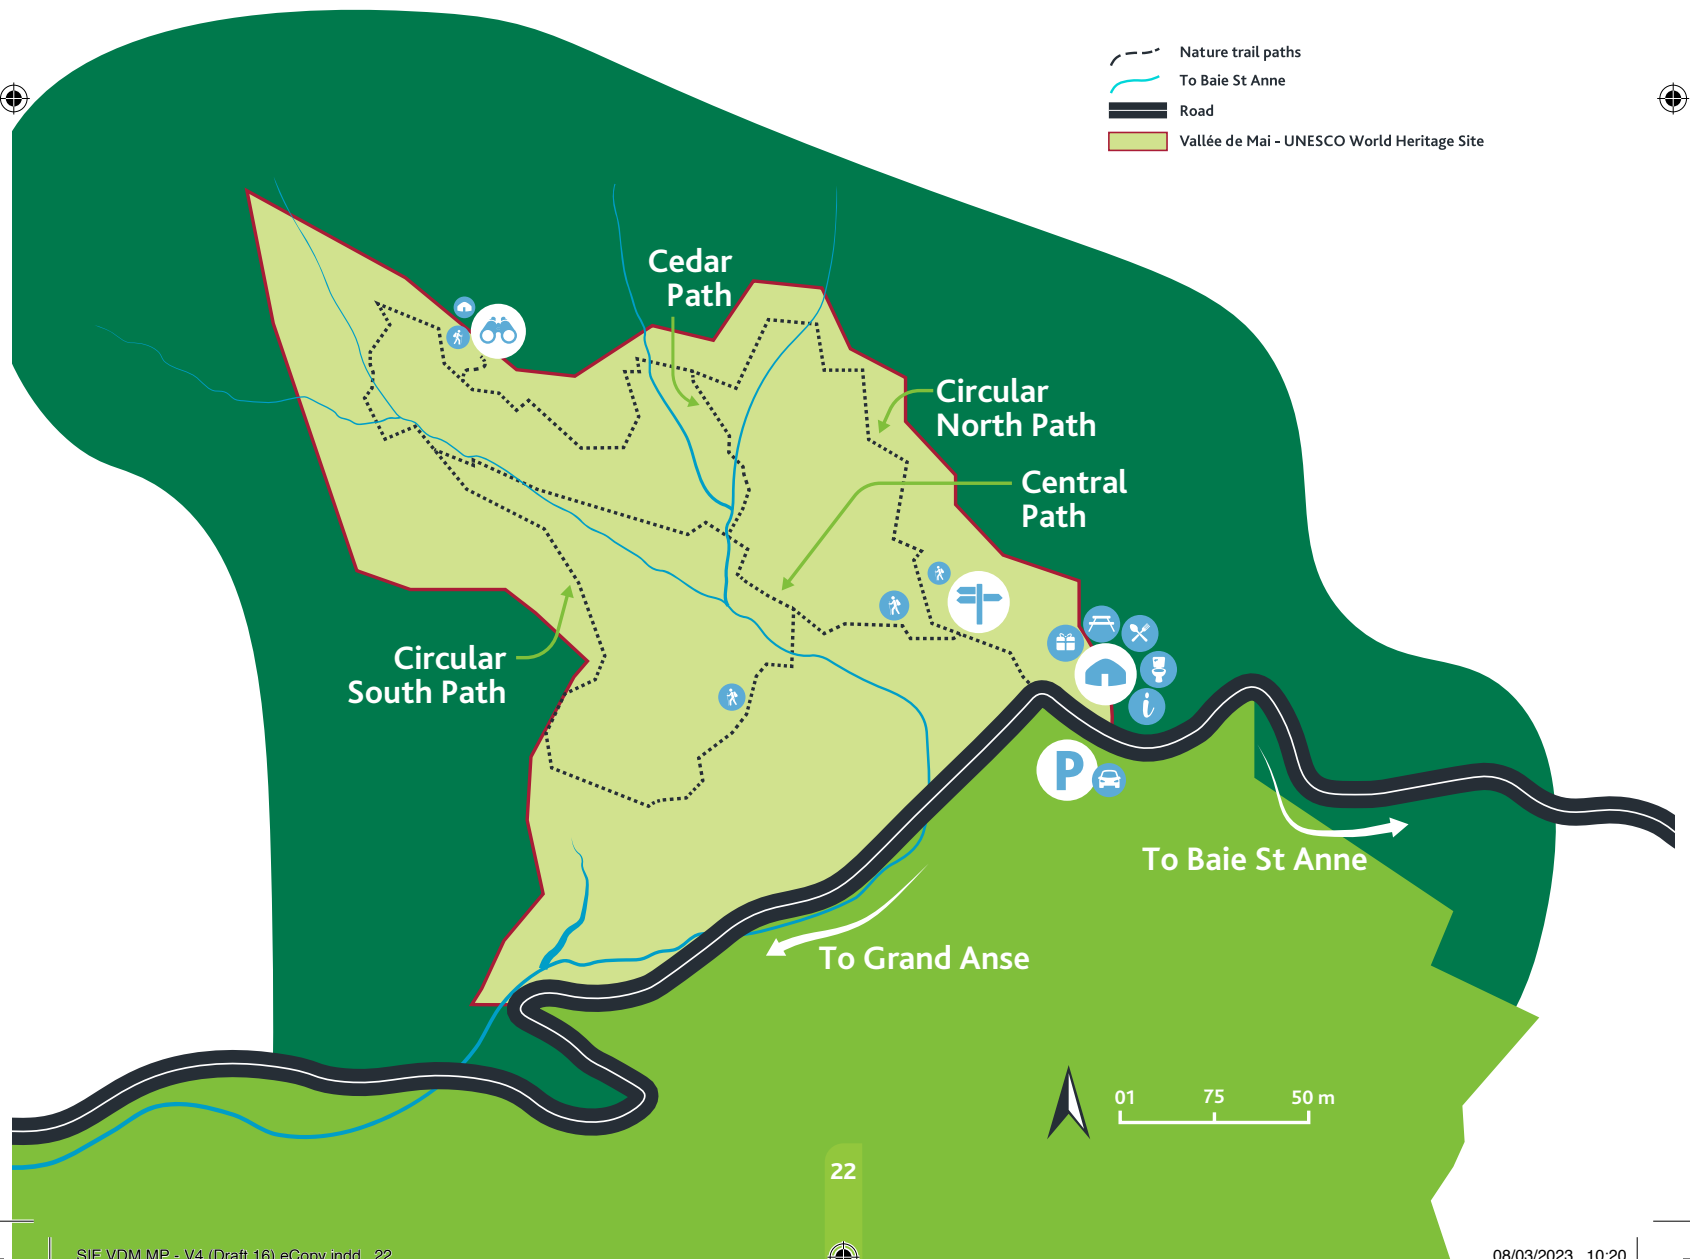 Nature trail paths
To Baie St Anne
Road
Vallée de Mai - UNESCO World Heritage Site
Cedar
Path
Circular
North Path
Central
Path
Circular
South Path
P
i
To Baie St Anne
To Grand Anse
01 75 50 m
22
SIF VDM MP - V4 (Draft 16) eCopy.indd 22
08/03/2023 10:20